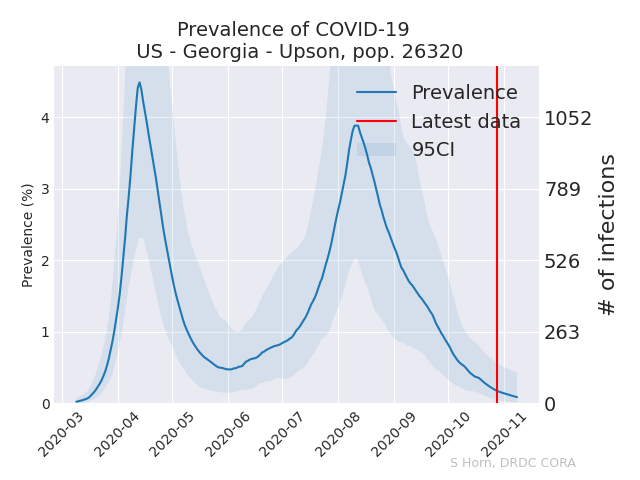 Prevalence of COVID-19
US - Georgia - Upson, pop. 26320
Prevalence
Latest data
95CI
Prevalence (%)
4
3
2
1
0
1052
789
526
263
0
# of infections
2020-03
2020-04
2020-05
2020-06
2020-07
2020-08
2020-09
2020-10
2020-11
S Horn, DRDC CORA